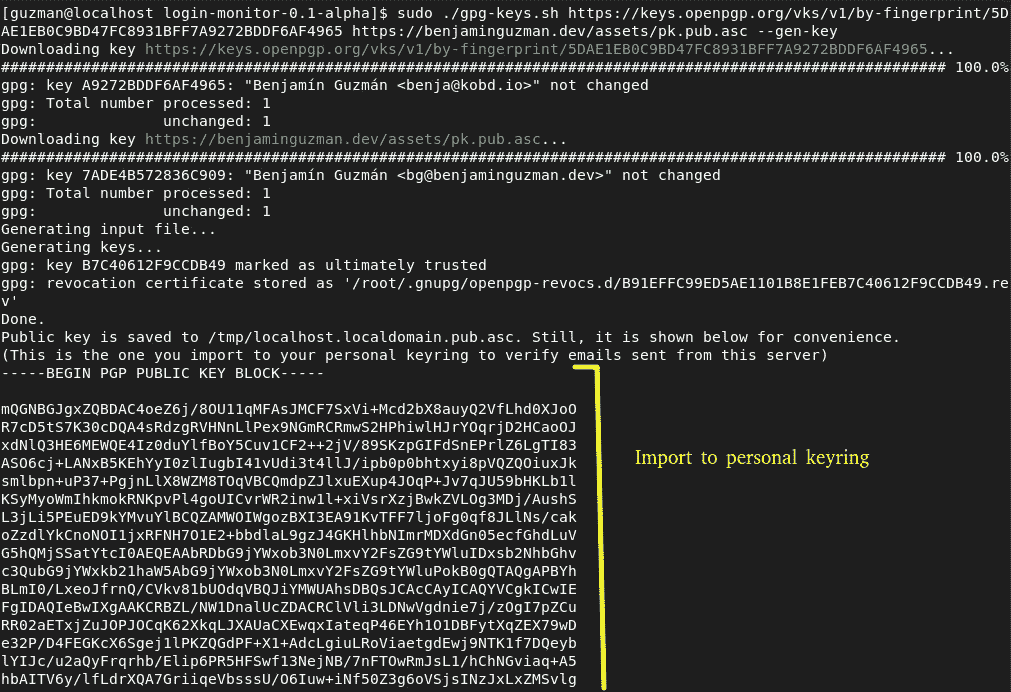 [guzman@localhost login-monitor-0.1-alpha]$ sudo ./gpg-keys.sh https://keys.openpgp.org/vks/v1/by-fingerprint/5D
AE1EB0C9BD47FC8931BFF7A9272BDDF6AF4965 https://benjaminguzman.dev/assets/pk.pub.asc --gen-key
Downloading key https://keys.openpgp.org/vks/v1/by-fingerprint/5DAE1EB0C9BD47FC8931BFF7A9272BDDF6AF4965...
######################################################################################################### 100.0%
gpg: key A9272BDDF6AF4965: "Benjamín Guzmán <benja@kobd.io>" not changed
gpg: Total number processed: 1
gpg:              unchanged: 1
Downloading key https://benjaminguzman.dev/assets/pk.pub.asc...
######################################################################################################### 100.0%
gpg: key 7ADE4B572836C909: "Benjamín Guzmán <bg@benjaminguzman.dev>" not changed
gpg: Total number processed: 1
gpg:              unchanged: 1
Generating input file...
Generating keys...
gpg: key B7C40612F9CCDB49 marked as ultimately trusted
gpg: revocation certificate stored as '/root/.gnupg/openpgp-revocs.d/B91EFFC99ED5AE1101B8E1FEB7C40612F9CCDB49.re
v'
Done.
Public key is saved to /tmp/localhost.localdomain.pub.asc. Still, it is shown below for convenience.
(This is the one you import to your personal keyring to verify emails sent from this server)
-----BEGIN PGP PUBLIC KEY BLOCK-----
mQGNBGJgxZQBDAC4oeZ6j/8OU11qMFAsJMCF7SxVi+Mcd2bX8auyQ2VfLhd0XJoO
R7cD5tS7K30cDQA4sRdzgRVHNnLlPex9NGmRCRmwS2HPhiwlHJrYOqrjD2HCaoOJ
xdNlQ3HE6MEWQE4Iz0duYlfBoY5Cuv1CF2++2jV/89SKzpGIFdSnEPrlZ6LgTI83
ASO6cj+LANxB5KEhYyI0zlIugbI41vUdi3t4llJ/ipb0p0bhtxyi8pVQZQOiuxJk
smlbpn+uP37+PgjnLlX8WZM8TOqVBCQmdpZJlxuEXup4JOqP+Jv7qJU59bHKLb1l
KSyMyoWmIhkmokRNKpvPl4goUICvrWR2inw1l+xiVsrXzjBwkZVLOg3MDj/AushS
L3jLi5PEuED9kYMvuYlBCQZAMWOIWgozBXI3EA91KvTFF7ljoFg0qf8JLlNs/cak
oZzdlYkCnoNOI1jxRFNH7O1E2+bbdlaL9gzJ4GKHlhbNImrMDXdGn05ecfGhdLuV
G5hQMjSSatYtcI0AEQEAAbRDbG9jYWxob3N0LmxvY2FsZG9tYWluIDxsb2NhbGhv
c3QubG9jYWxkb21haW5AbG9jYWxob3N0LmxvY2FsZG9tYWluPokB0gQTAQgAPBYh
BLmI0/LxeoJfrnQ/CVkv81bUOdqVBQJiYMWUAhsDBQsJCAcCAyICAQYVCgkICwIE
FgIDAQIeBwIXgAAKCRBZL/NW1DnalUcZDACRClVli3LDNwVgdnie7j/zOgI7pZCu
RR02aETxjZuJOPJOCqK62XkqLJXAUaCXEwqxIateqP46EYh1O1DBFytXqZEX79wD
e32P/D4FEGKcX6Sgej1lPKZQGdPF+X1+AdcLgiuLRoViaetgdEwj9NTK1f7DQeyb
lYIJc/u2aQyFrqrhb/Elip6PR5HFSwf13NejNB/7nFTOwRmJsL1/hChNGviaq+A5
hbAITV6y/lfLdrXQA7GriiqeVbsssU/O6Iuw+iNf50Z3g6oVSjsINzJxLxZMSvlg
Import to personal keyring